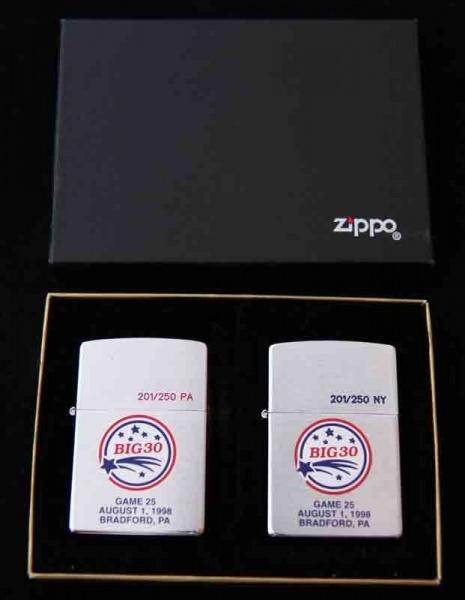 zippo®
201/250 PA
BIG30
GAME 25
AUGUST 1, 1998
BRADFORD, PA
201/250 NY
BIG30
GAME 25
AUGUST 1, 1998
BRADFORD, PA